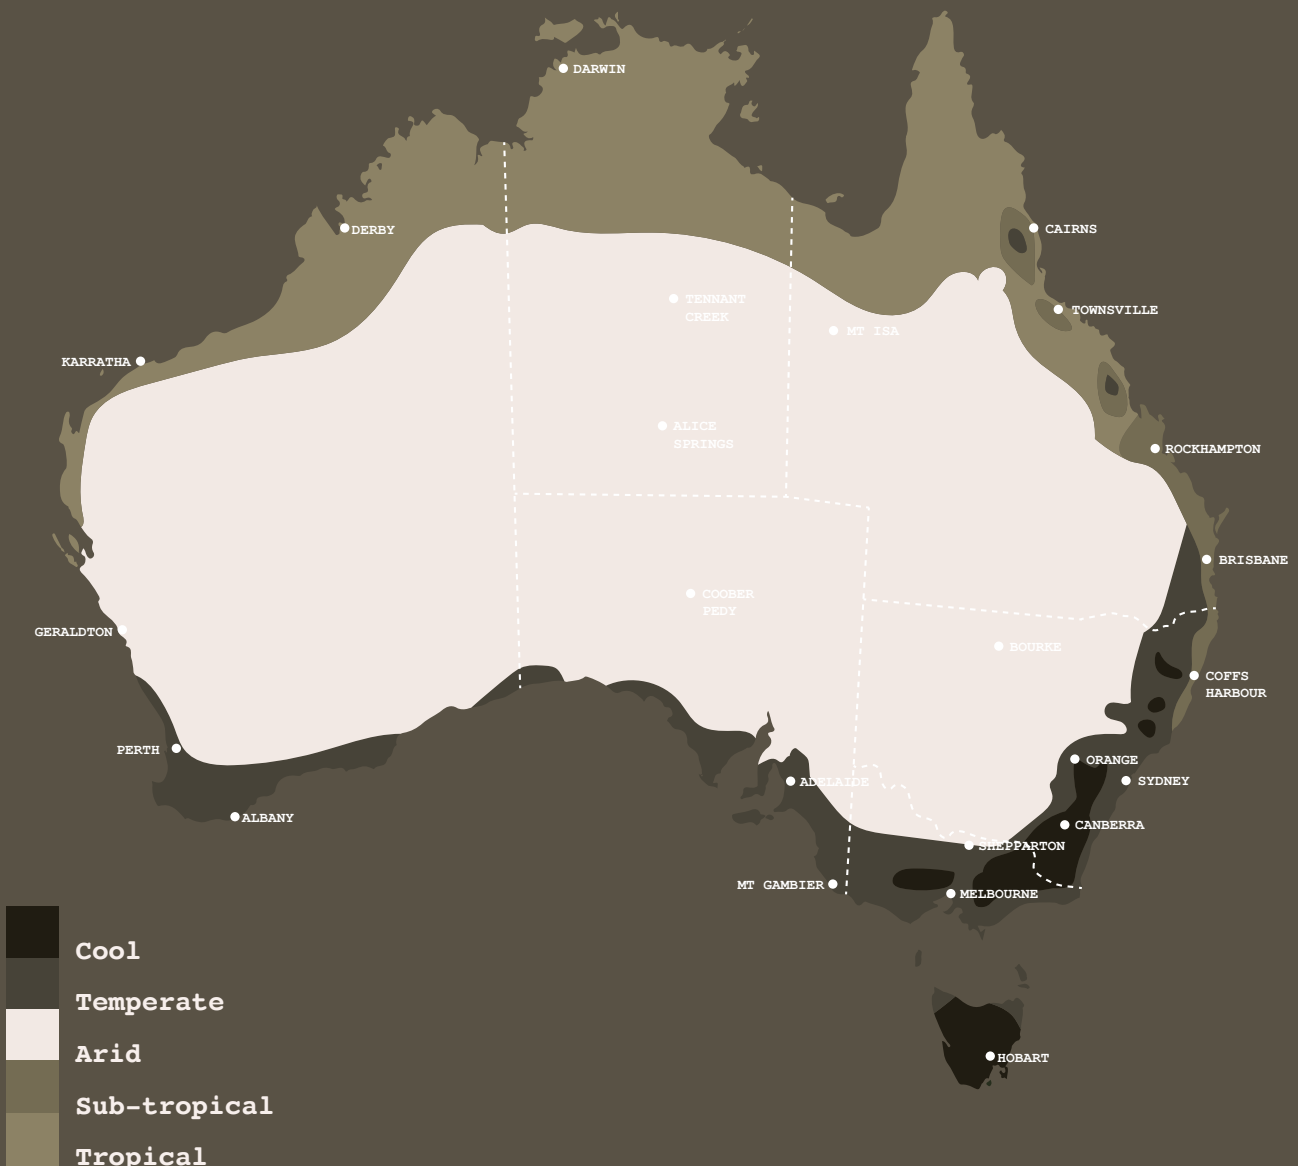 DARWIN
DERBY
CAIRNS
TENNANT
CREEK
MT ISA
TOWNSVILLE
KARRATHA
ALICE
SPRINGS
ROCKHAMPTON
BRISBANE
COOBER
PEDY
GERALDTON
BOURKE
COFFS
HARBOUR
PERTH
ORANGE
ADELAIDE
SYDNEY
ALBANY
CANBERRA
SHEPPARTON
MT GAMBIER
MELBOURNE
Cool
Temperate
Arid
HOBART
Sub-tropical
Tropical